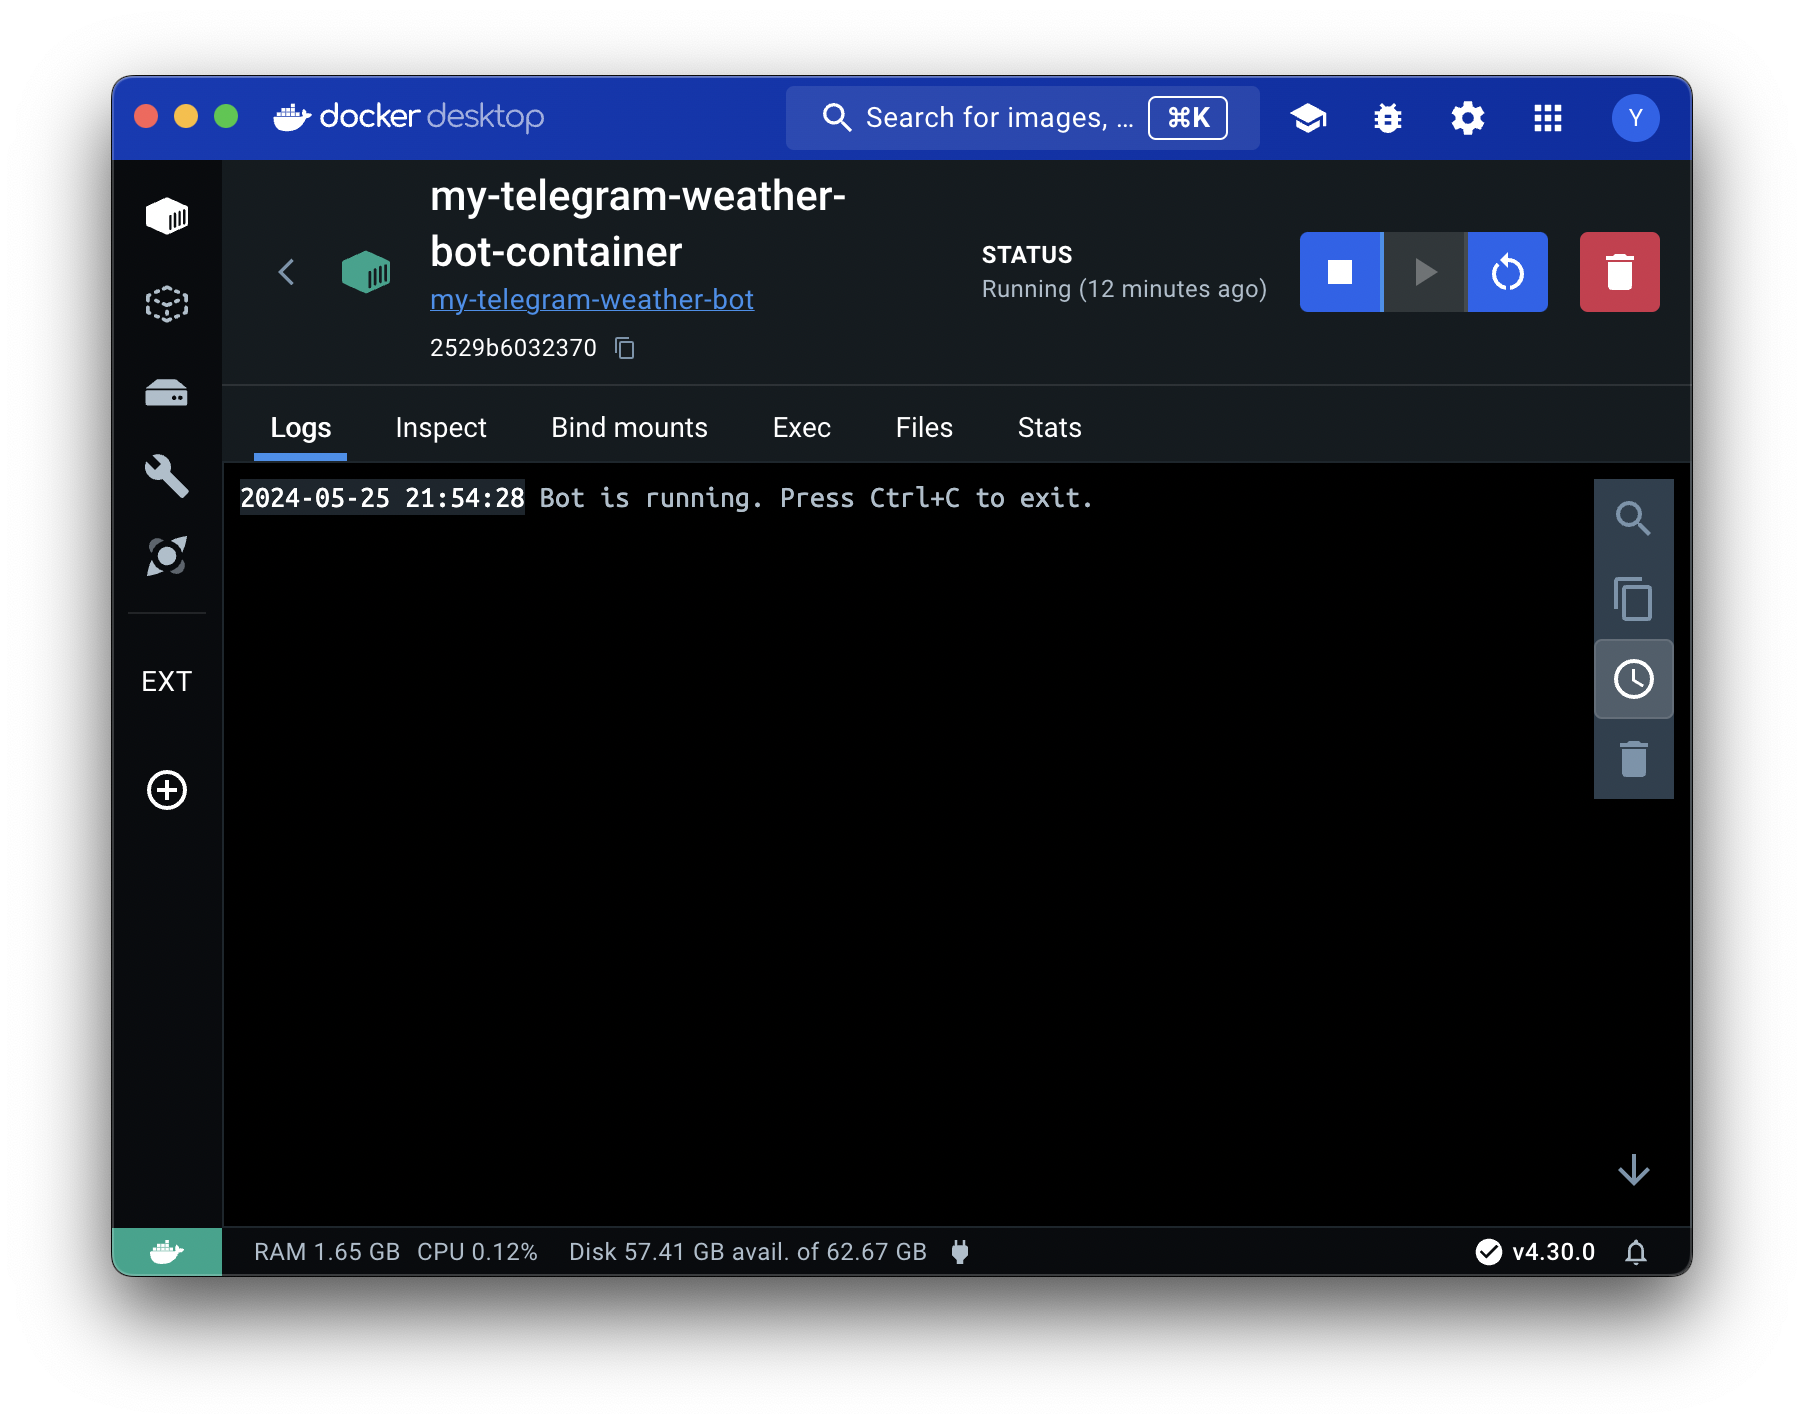 docker desktop
Search for images, ... ⌘K
Y
my-telegram-weather-
bot-container
my-telegram-weather-bot
2529b6032370
STATUS
Running (12 minutes ago)
Logs Inspect Bind mounts Exec Files Stats
2024-05-25 21:54:28 Bot is running. Press Ctrl+C to exit.
EXT
RAM 1.65 GB CPU 0.12% Disk 57.41 GB avail. of 62.67 GB
v4.30.0